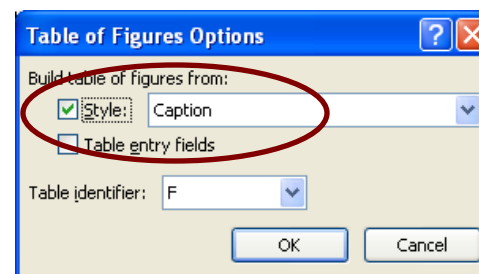 Table of Figures Options
Build table of figures from:
Style: Caption
Table entry fields
Table identifier: F
OK Cancel